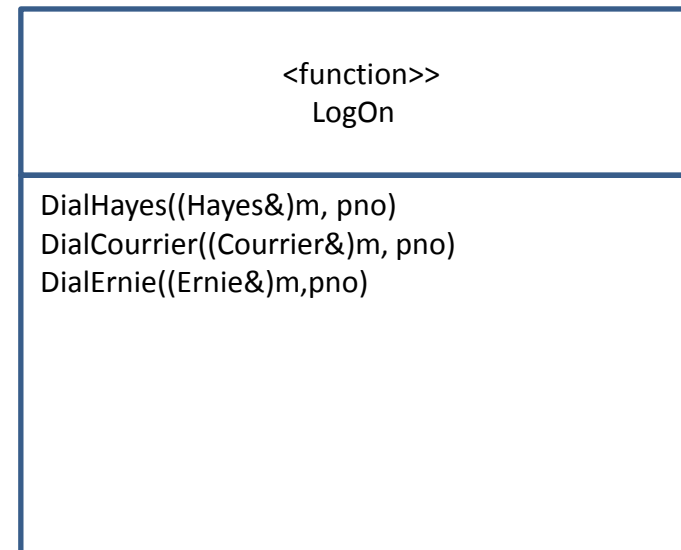 <function>>
LogOn
DialHayes((Hayes&)m, pno)
DialCourrier((Courrier&)m, pno)
DialErnie((Ernie&)m,pno)